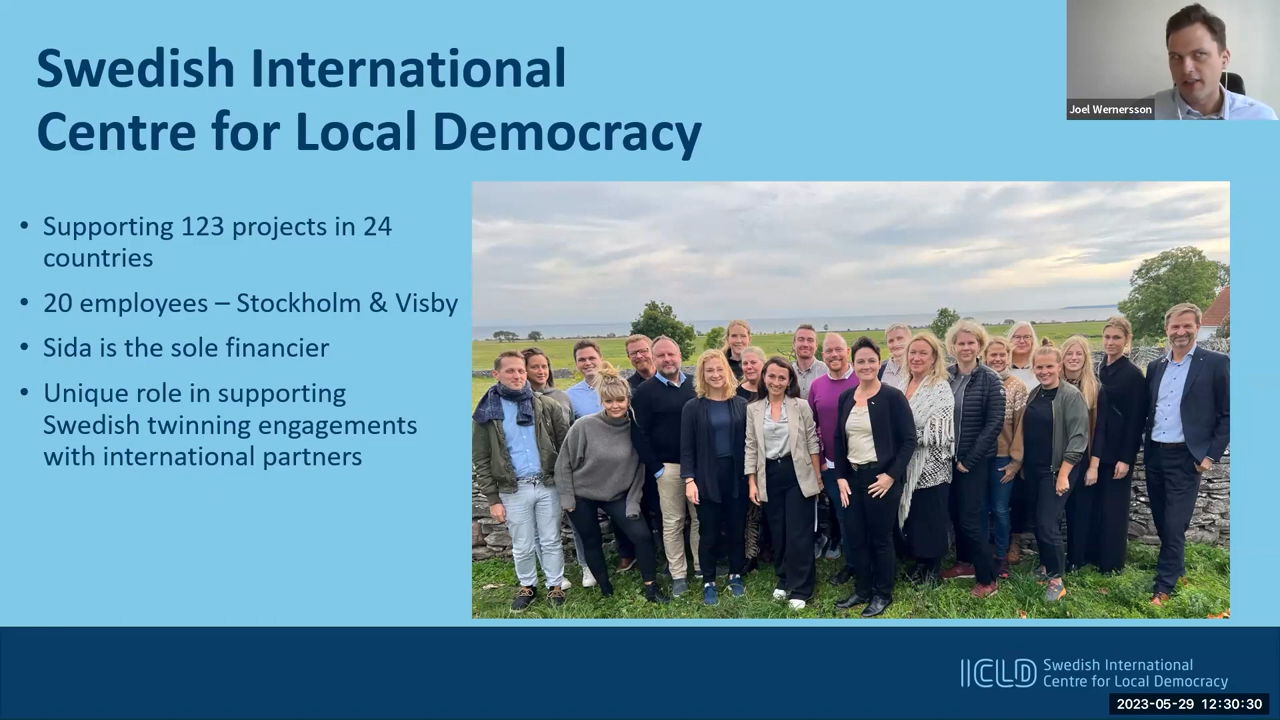 Swedish International
Centre for Local Democracy
Joel Wernersson
• Supporting 123 projects in 24
countries
• 20 employees – Stockholm & Visby
• Sida is the sole financier
• Unique role in supporting
Swedish twinning engagements
with international partners
ICLD Swedish International
Centre for Local Democracy
2023-05-29 12:30:30